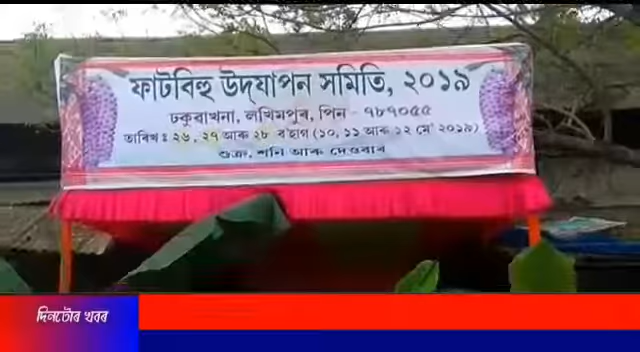 ফাটবিহু উদযাপন সমিতি, ২০১৯
ঢকুৱাখনা, লখিমপুৰ, পিন - ৭৮৭০৫৫
তাৰিখ : ২৬, ২৭ আৰু ২৮ ব'হাগ (১০, ১১ আৰু ১২ মে' ২০১৯)
শুক্ৰ, শনি আৰু দেওবাৰ
দিনটোৰ খবৰ